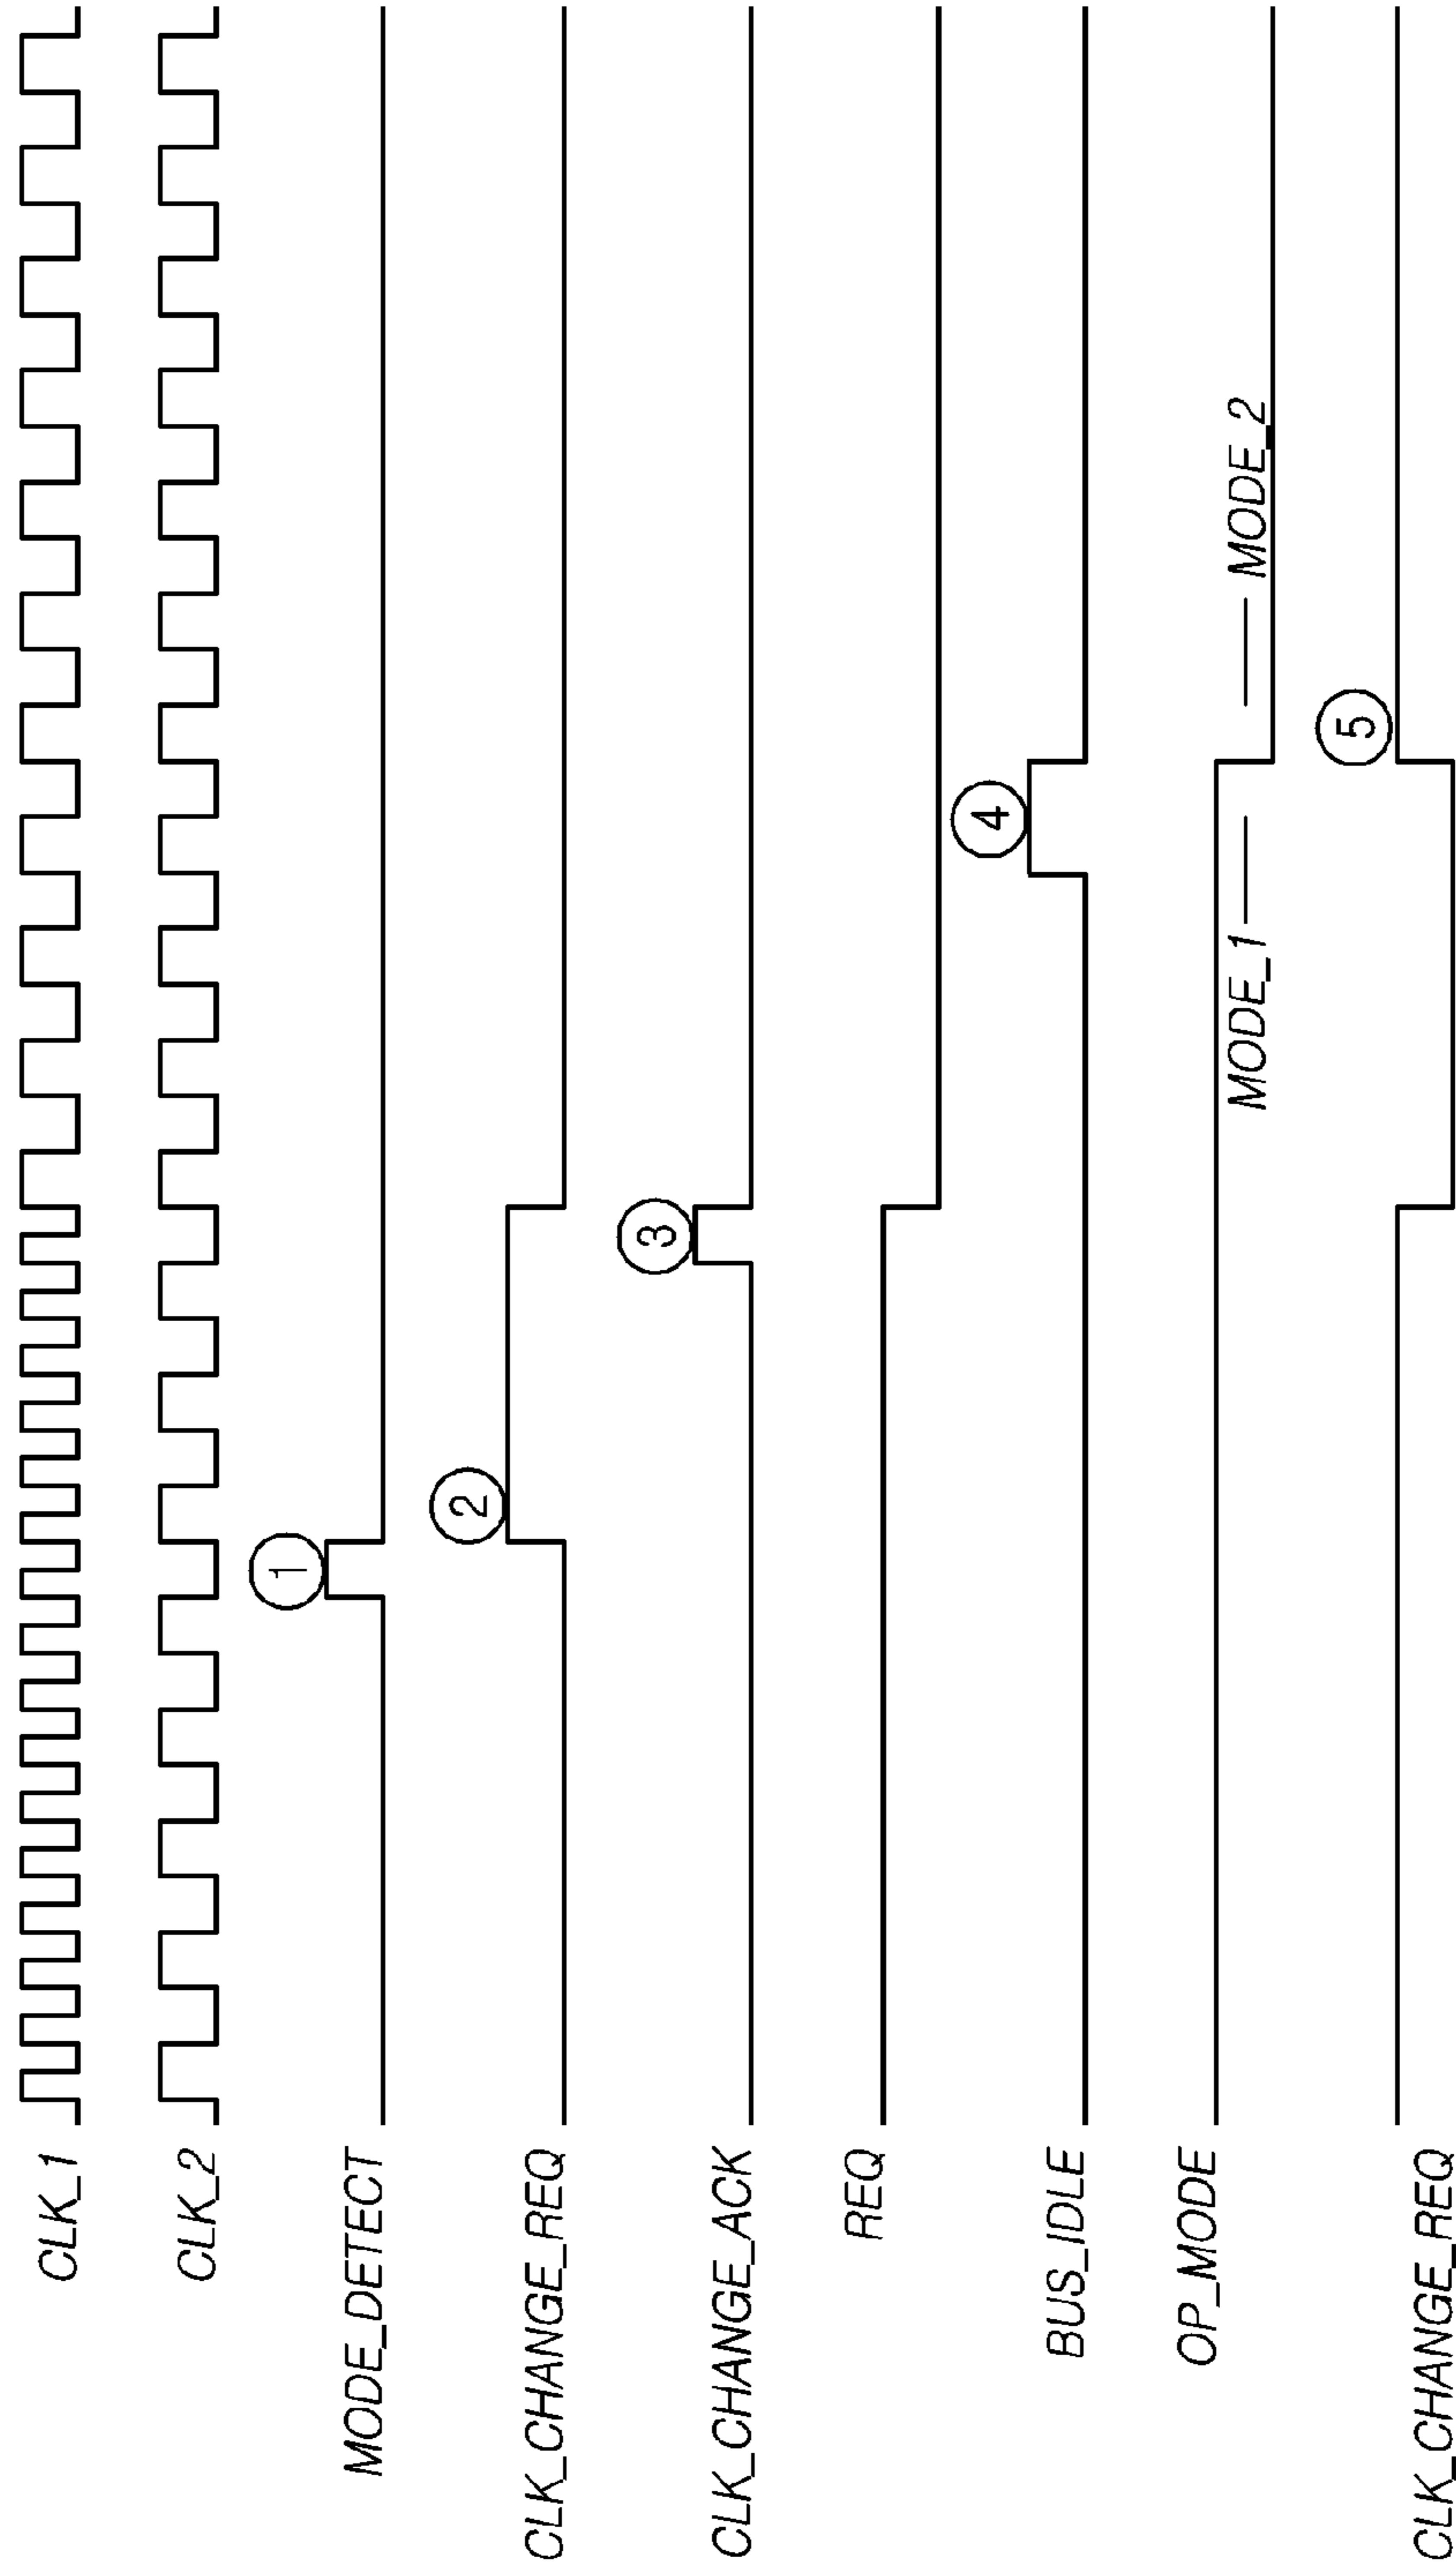 CLK_1
CLK_2
1
MODE_DETECT
2
CLK_CHANGE_REQ
3
CLK_CHANGE_ACK
REQ
4
BUS_IDLE
OP_MODE
MODE_1
MODE_2
5
CLK_CHANGE_REQ